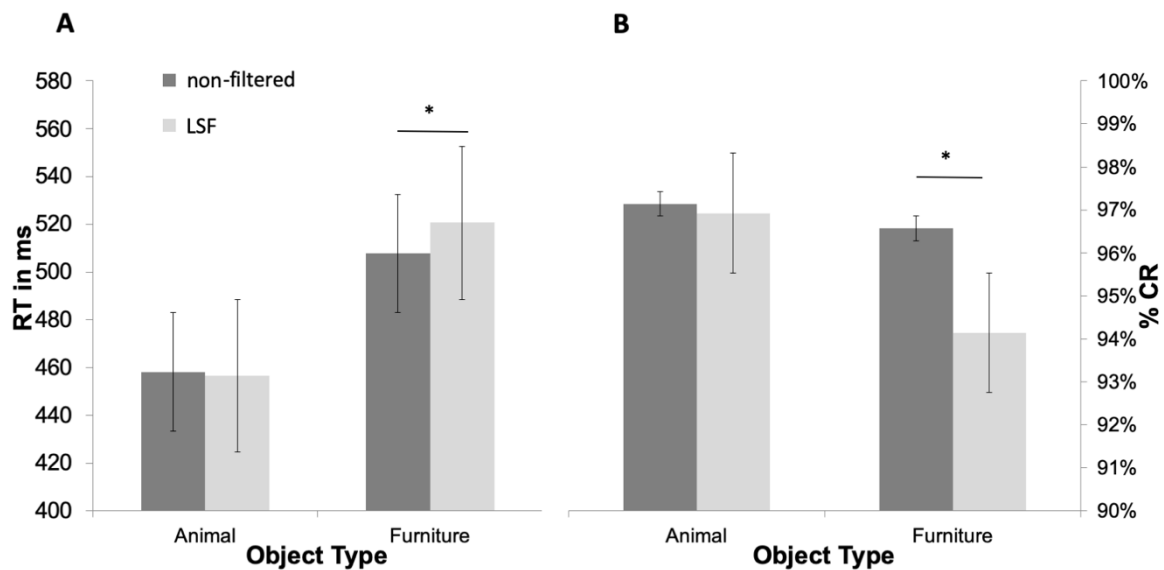 A
B
non-filtered
LSF
RT in ms
580
560
540
520
500
480
460
440
420
400
*
Animal
Furniture
Object Type
*
Animal
Furniture
Object Type
100%
99%
98%
97%
96%
95%
94%
93%
92%
91%
90%
% CR